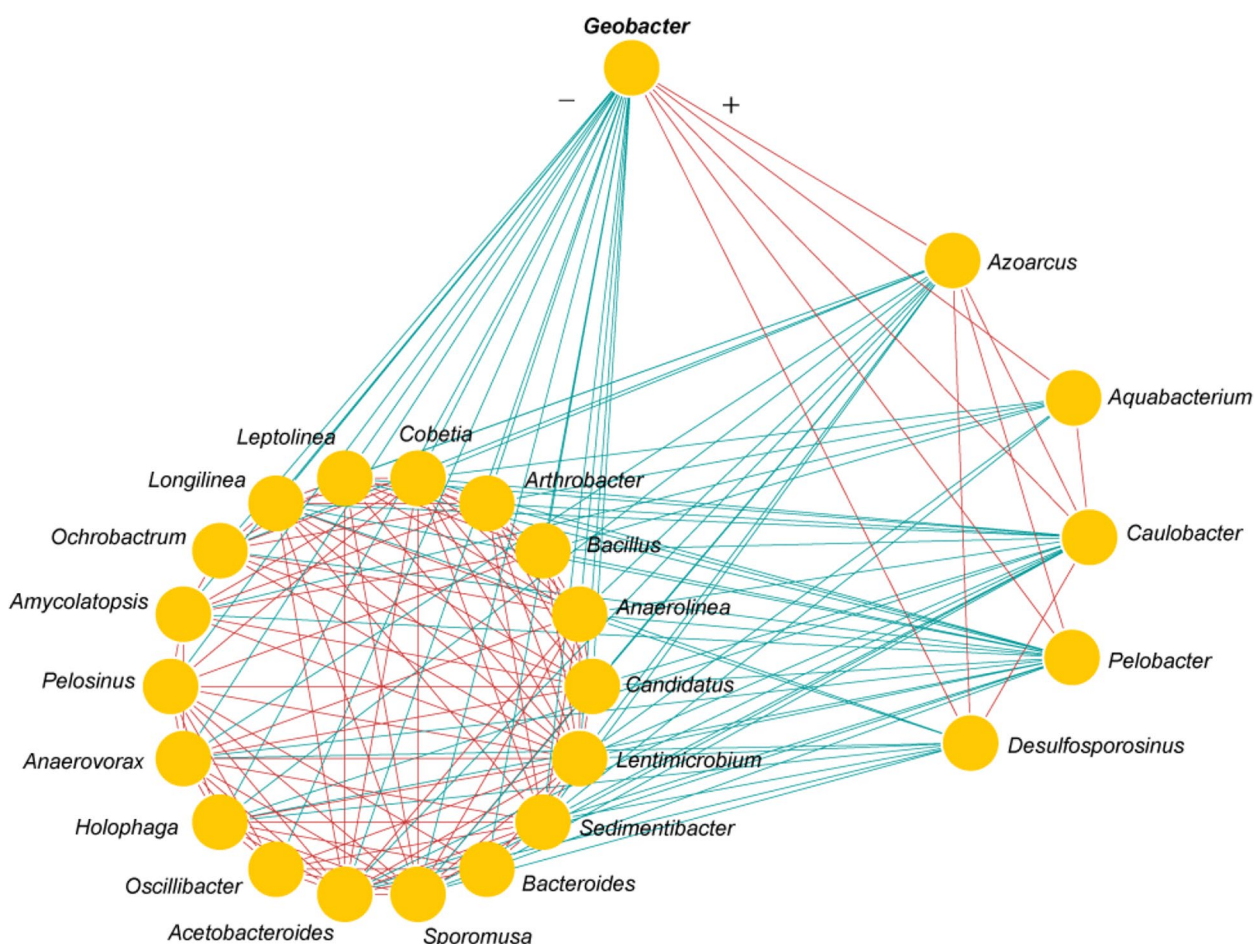 Geobacter
−
+
Azoarcus
Aquabacterium
Leptolinea
Cobetia
Longilinea
Arthrobacter
Ochrobactrum
Bacillus
Caulobacter
Amycolatopsis
Anaerolinea
Pelosinus
Candidatus
Pelobacter
Anaerovorax
Lentimicrobium
Desulfosporosinus
Holophaga
Sedimentibacter
Oscillibacter
Bacteroides
Acetobacteroides
Sporomusa